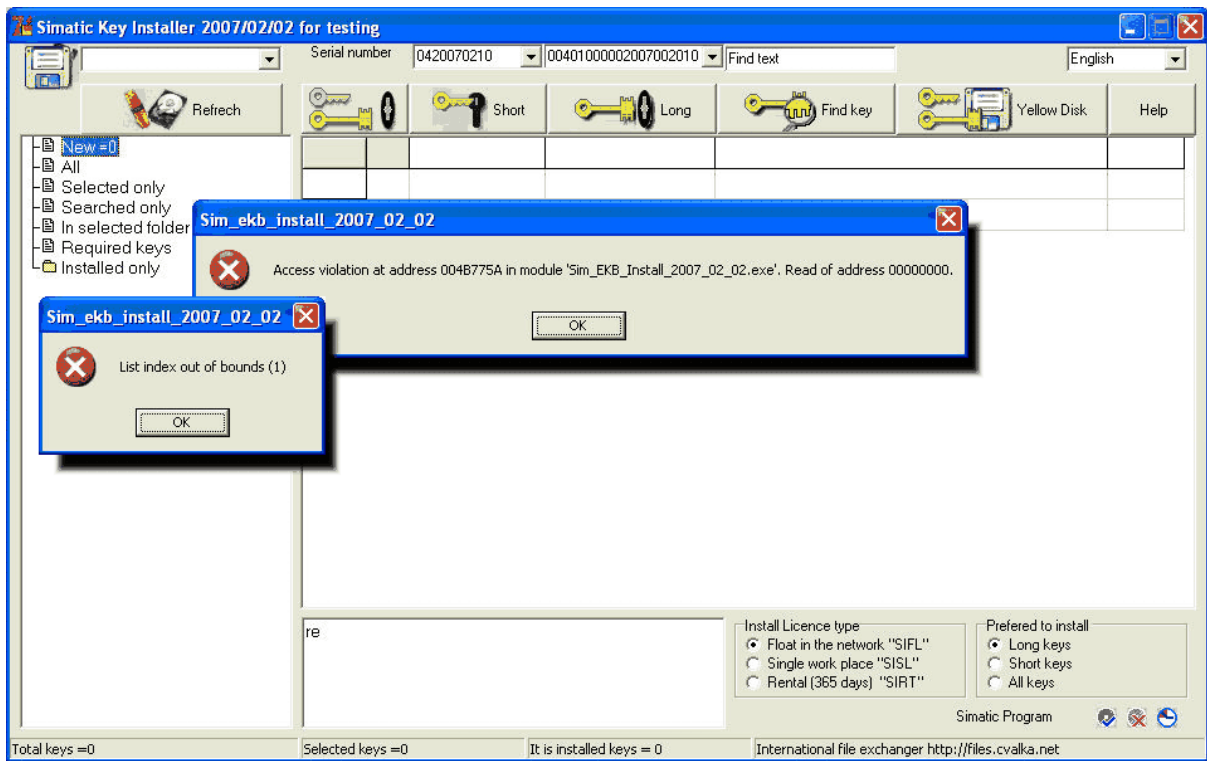 Simatic Key Installer 2007/02/02 for testing
Serial number
0420070210
00401000002007002010
Find text
English
Refrech
Short
Long
Find key
Yellow Disk
Help
New =0
All
Selected only
Searched only
In selected folder
Required keys
Installed only
Sim_ekb_install_2007_02_02
Access violation at address 004B775A in module 'Sim_EKB_Install_2007_02_02.exe'. Read of address 00000000.
OK
Sim_ekb_install_2007_02_02
List index out of bounds (1)
OK
re
Install Licence type
Float in the network "SIFL"
Single work place "SISL"
Rental (365 days) "SIRT"
Prefered to install
Long keys
Short keys
All keys
Simatic Program
Total keys =0
Selected keys =0
It is installed keys = 0
International file exchanger http://files.cvalka.net